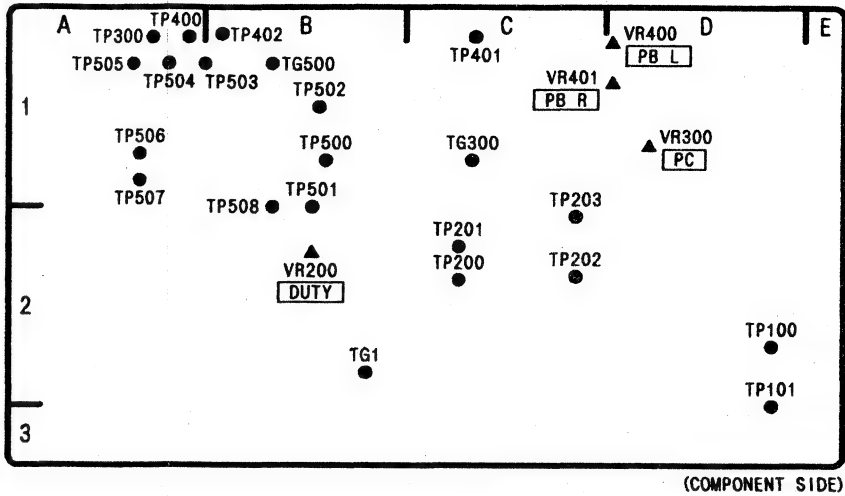 A B C D E
TP400
TP300 TP402 VR400
TP401 PB L
TP505 TP504 TP503 TG500
VR401
PB R
1
TP502
TP506 TP500 TG300 VR300
PC
TP507 TP501 TP203
TP508
TP201
TP200 TP202
VR200
DUTY
2
TP100
TG1
TP101
3
(COMPONENT SIDE)